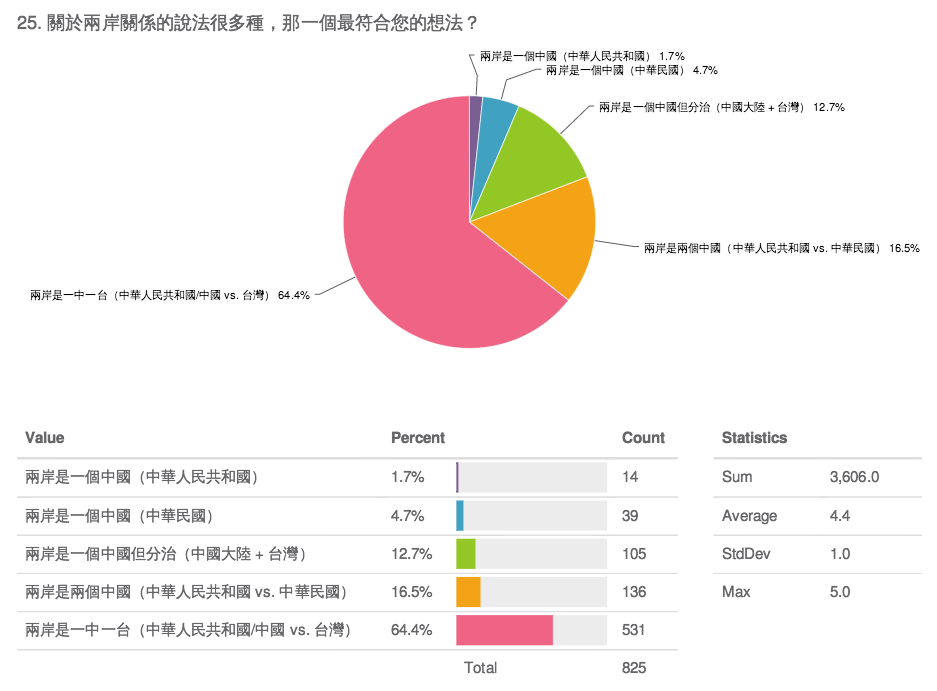 25. 關於兩岸關係的說法很多種，那一個最符合您的想法？
兩岸是一個中國（中華人民共和國） 1.7%
兩岸是一個中國（中華民國） 4.7%
兩岸是一個中國但分治（中國大陸 + 台灣） 12.7%
兩岸是兩個中國（中華人民共和國 vs. 中華民國） 16.5%
兩岸是一中一台（中華人民共和國/中國 vs. 台灣） 64.4%
Value Percent Count
兩岸是一個中國（中華人民共和國） 1.7% 14
兩岸是一個中國（中華民國） 4.7% 39
兩岸是一個中國但分治（中國大陸 + 台灣） 12.7% 105
兩岸是兩個中國（中華人民共和國 vs. 中華民國） 16.5% 136
兩岸是一中一台（中華人民共和國/中國 vs. 台灣） 64.4% 531
Total 825
Statistics
Sum 3,606.0
Average 4.4
StdDev 1.0
Max 5.0